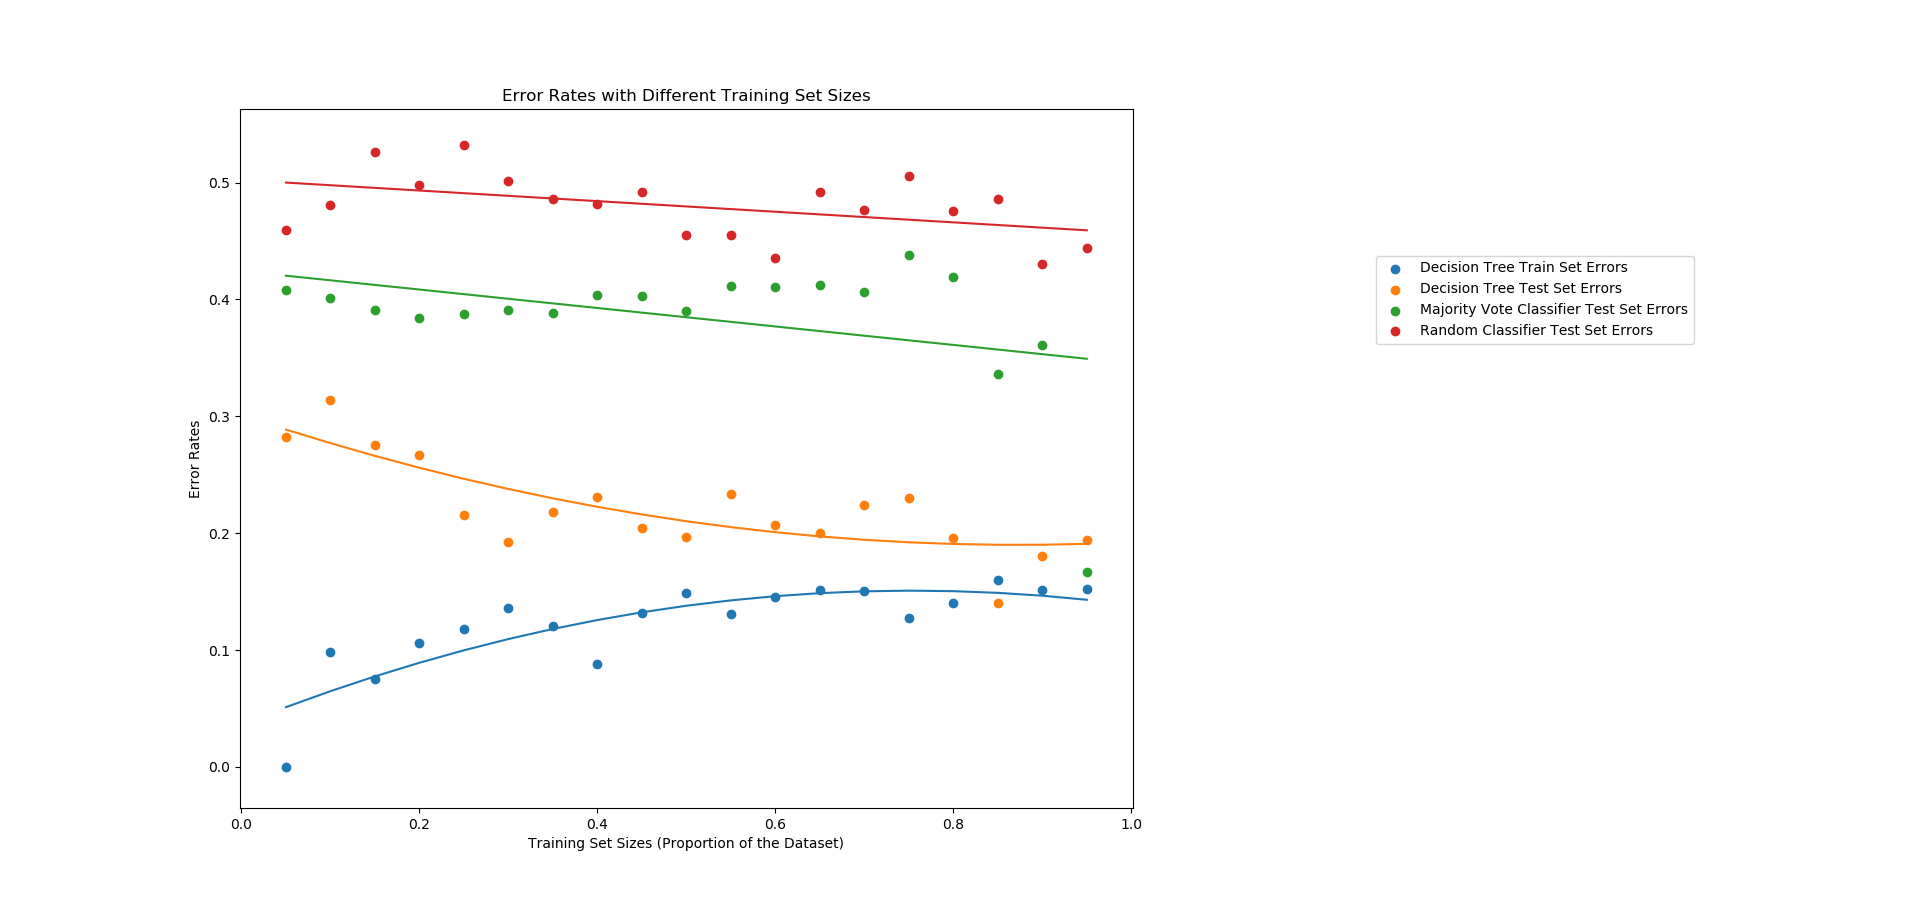 Error Rates with Different Training Set Sizes
0.5
0.4
0.3
0.2
0.1
0.0
Error Rates
0.0 0.2 0.4 0.6 0.8 1.0
Training Set Sizes (Proportion of the Dataset)
Decision Tree Train Set Errors
Decision Tree Test Set Errors
Majority Vote Classifier Test Set Errors
Random Classifier Test Set Errors